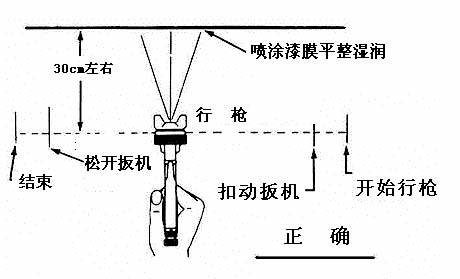 喷涂漆膜平整湿润
30cm左右
行 枪
松开扳机
结束
扣动扳机
开始行枪
正 确